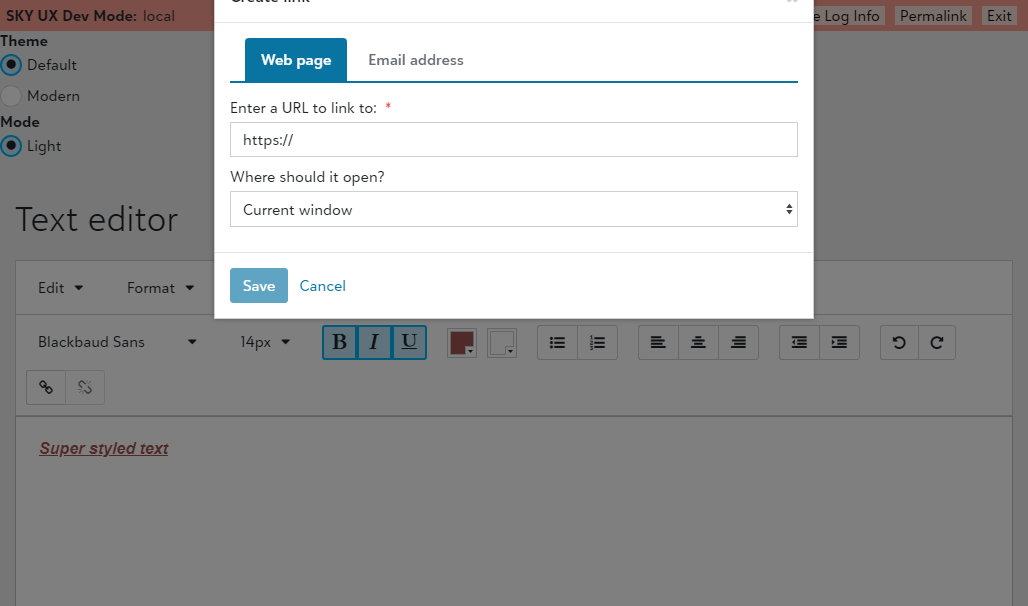 Create link
SKY UX Dev Mode: local
e Log Info Permalink Exit
Theme
Default
Modern
Mode
Light
Web page Email address
Enter a URL to link to: *
https://
Where should it open?
Current window
Save Cancel
Text editor
Edit Format
Blackbaud Sans 14px B I U
Super styled text